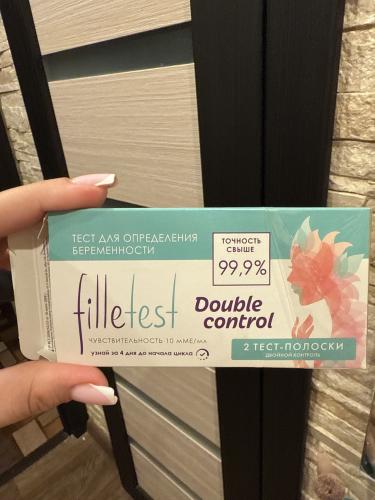 ТЕСТ ДЛЯ ОПРЕДЕЛЕНИЯ
БЕРЕМЕННОСТИ
ТОЧНОСТЬ
СВЫШЕ
99,9%
filletest
Double
control
ЧУВСТВИТЕЛЬНОСТЬ 10 мМЕ/мл
УЗНАЙ ЗА 4 ДНЯ ДО НАЧАЛА ЦИКЛА
2 ТЕСТ-ПОЛОСКИ
ДВОЙНОЙ КОНТРОЛЬ